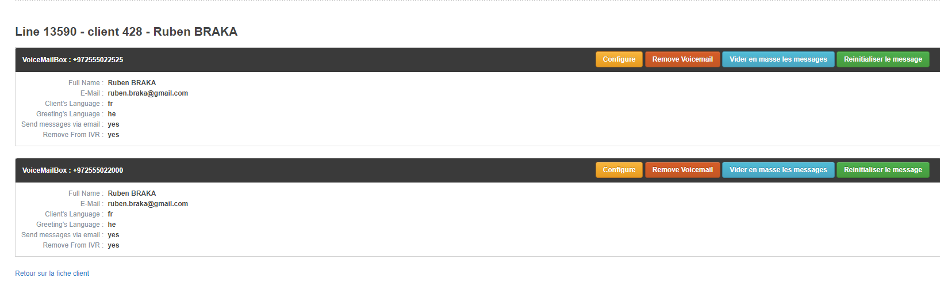 Line 13590 - client 428 - Ruben BRAKA
VoiceMailBox : +972555022525 Configure Remove Voicemail Vider en masse les messages Reinitialiser le message
Full Name : Ruben BRAKA
E-Mail : ruben.braka@gmail.com
Client's Language : fr
Greeting's Language : he
Send messages via email : yes
Remove From IVR : yes
VoiceMailBox : +972555022000 Configure Remove Voicemail Vider en masse les messages Reinitialiser le message
Full Name : Ruben BRAKA
E-Mail : ruben.braka@gmail.com
Client's Language : fr
Greeting's Language : he
Send messages via email : yes
Remove From IVR : yes
Retour sur la fiche client